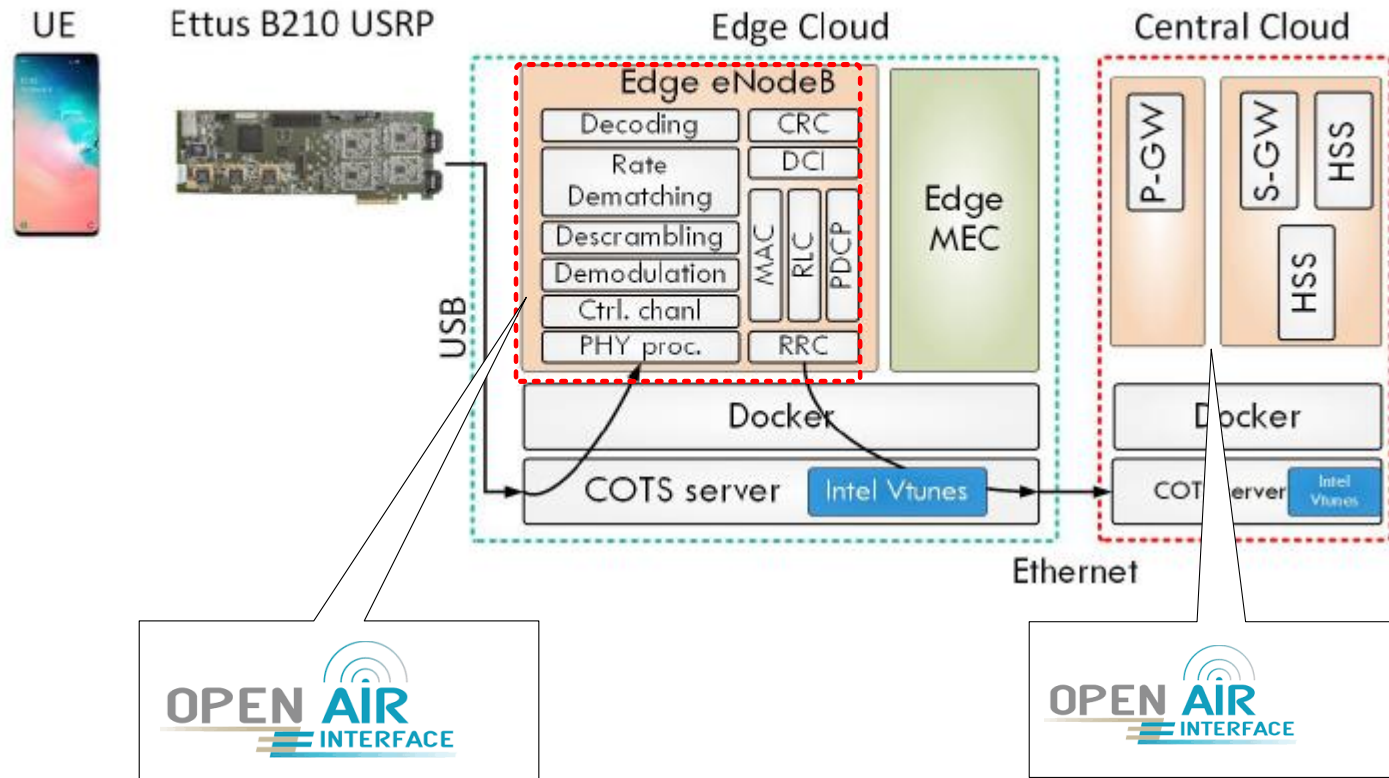 UE
Ettus B210 USRP
Edge Cloud
Central Cloud
Edge eNodeB
Decoding
CRC
Rate
Dematching
DCI
Descrambling
Demodulation
Ctrl. chanl
PHY proc.
MAC
RLC
PDCP
RRC
Edge
MEC
P-GW
S-GW
HSS
HSS
USB
Docker
Docker
COTS server
Intel Vtunes
COT erver
Intel
Vtunes
Ethernet
OPEN AIR
INTERFACE
OPEN AIR
INTERFACE